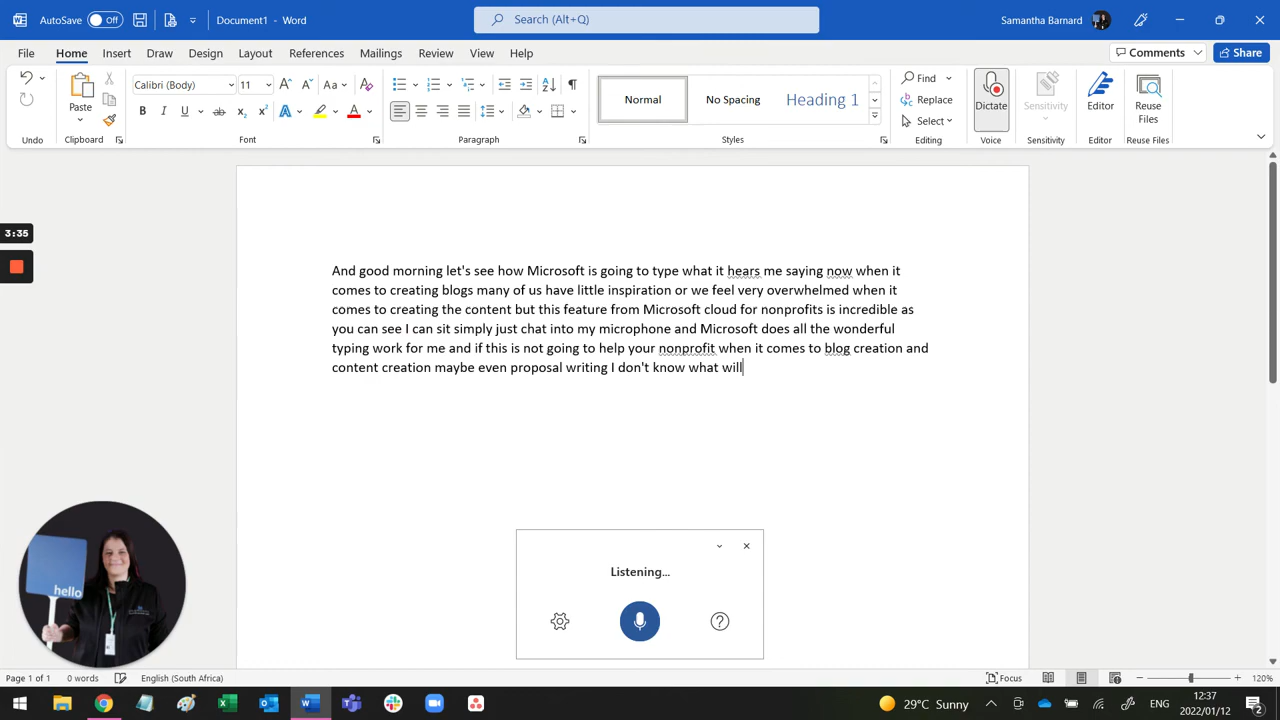 AutoSave Off Document1 - Word Search (Alt+Q) Samantha Barnard
File Home Insert Draw Design Layout References Mailings Review View Help Comments Share
Calibri (Body) 11 Aa Normal No Spacing Heading 1 Find
Paste Replace Dictate Sensitivity Editor Reuse Files
B I U ab x₂ x² A A Select
Undo Clipboard Font Paragraph Styles Editing Voice Sensitivity Editor Reuse Files
3:35
And good morning let's see how Microsoft is going to type what it hears me saying now when it
comes to creating blogs many of us have little inspiration or we feel very overwhelmed when it
comes to creating the content but this feature from Microsoft cloud for nonprofits is incredible as
you can see I can sit simply just chat into my microphone and Microsoft does all the wonderful
typing work for me and if this is not going to help your nonprofit when it comes to blog creation and
content creation maybe even proposal writing I don't know what will
Listening...
hello
Page 1 of 1 0 words English (South Africa) Focus 120%
29°C Sunny ENG 12:37
2022/01/12 2